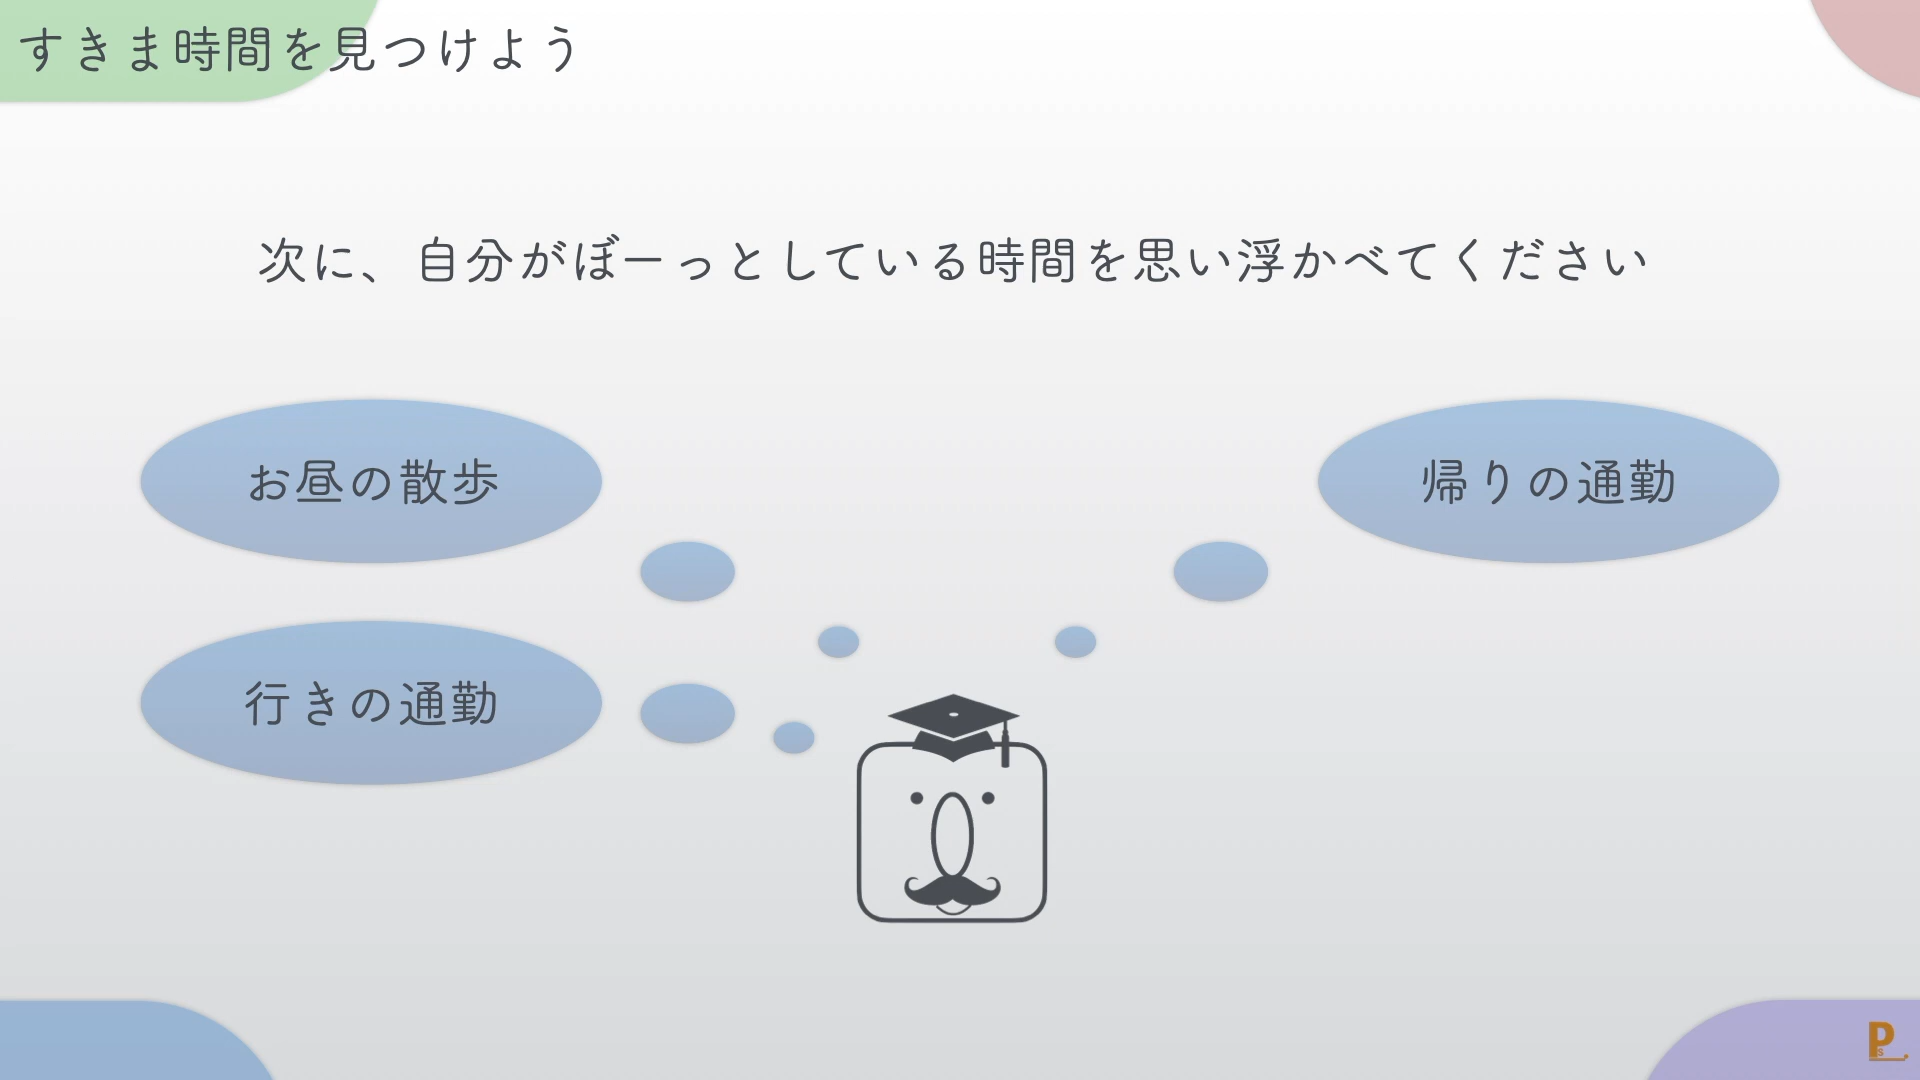 すきま時間を見つけよう
次に、自分がぼーっとしている時間を思い浮かべてください
お昼の散歩
帰りの通勤
行きの通勤
Ps